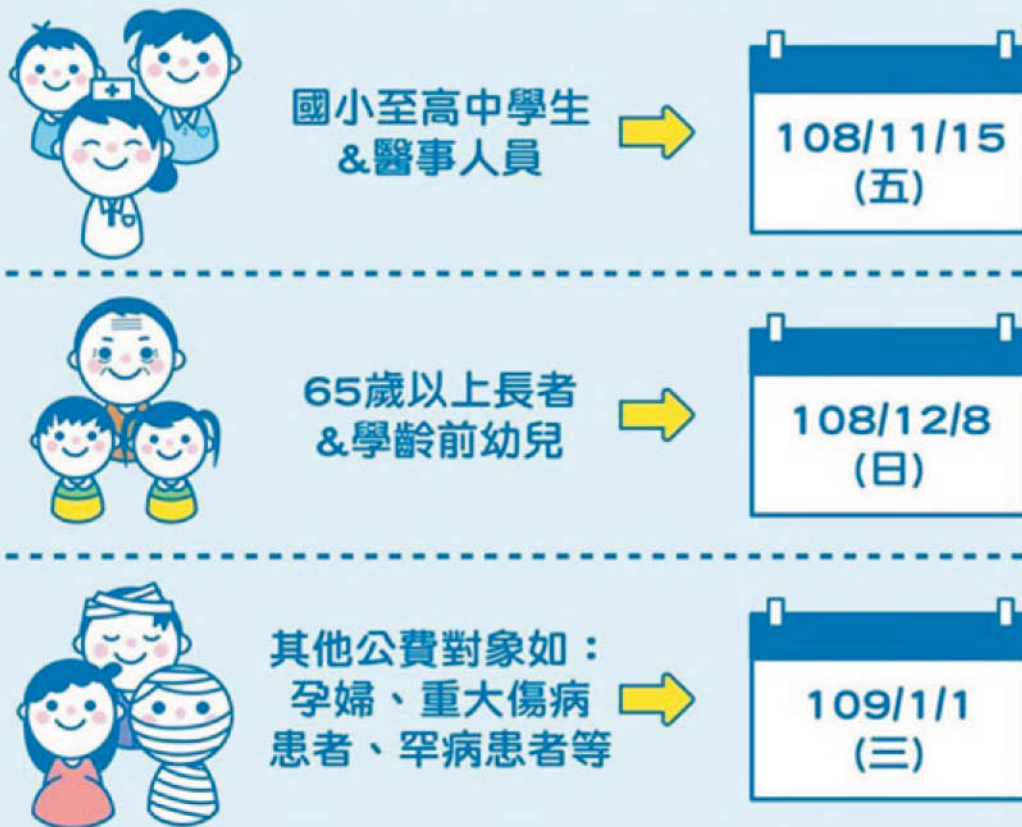 國小至高中學生
&醫事人員
108/11/15
(五)
65歲以上長者
&學齡前幼兒
108/12/8
(日)
其他公費對象如：
孕婦、重大傷病
患者、罕病患者等
109/1/1
(三)